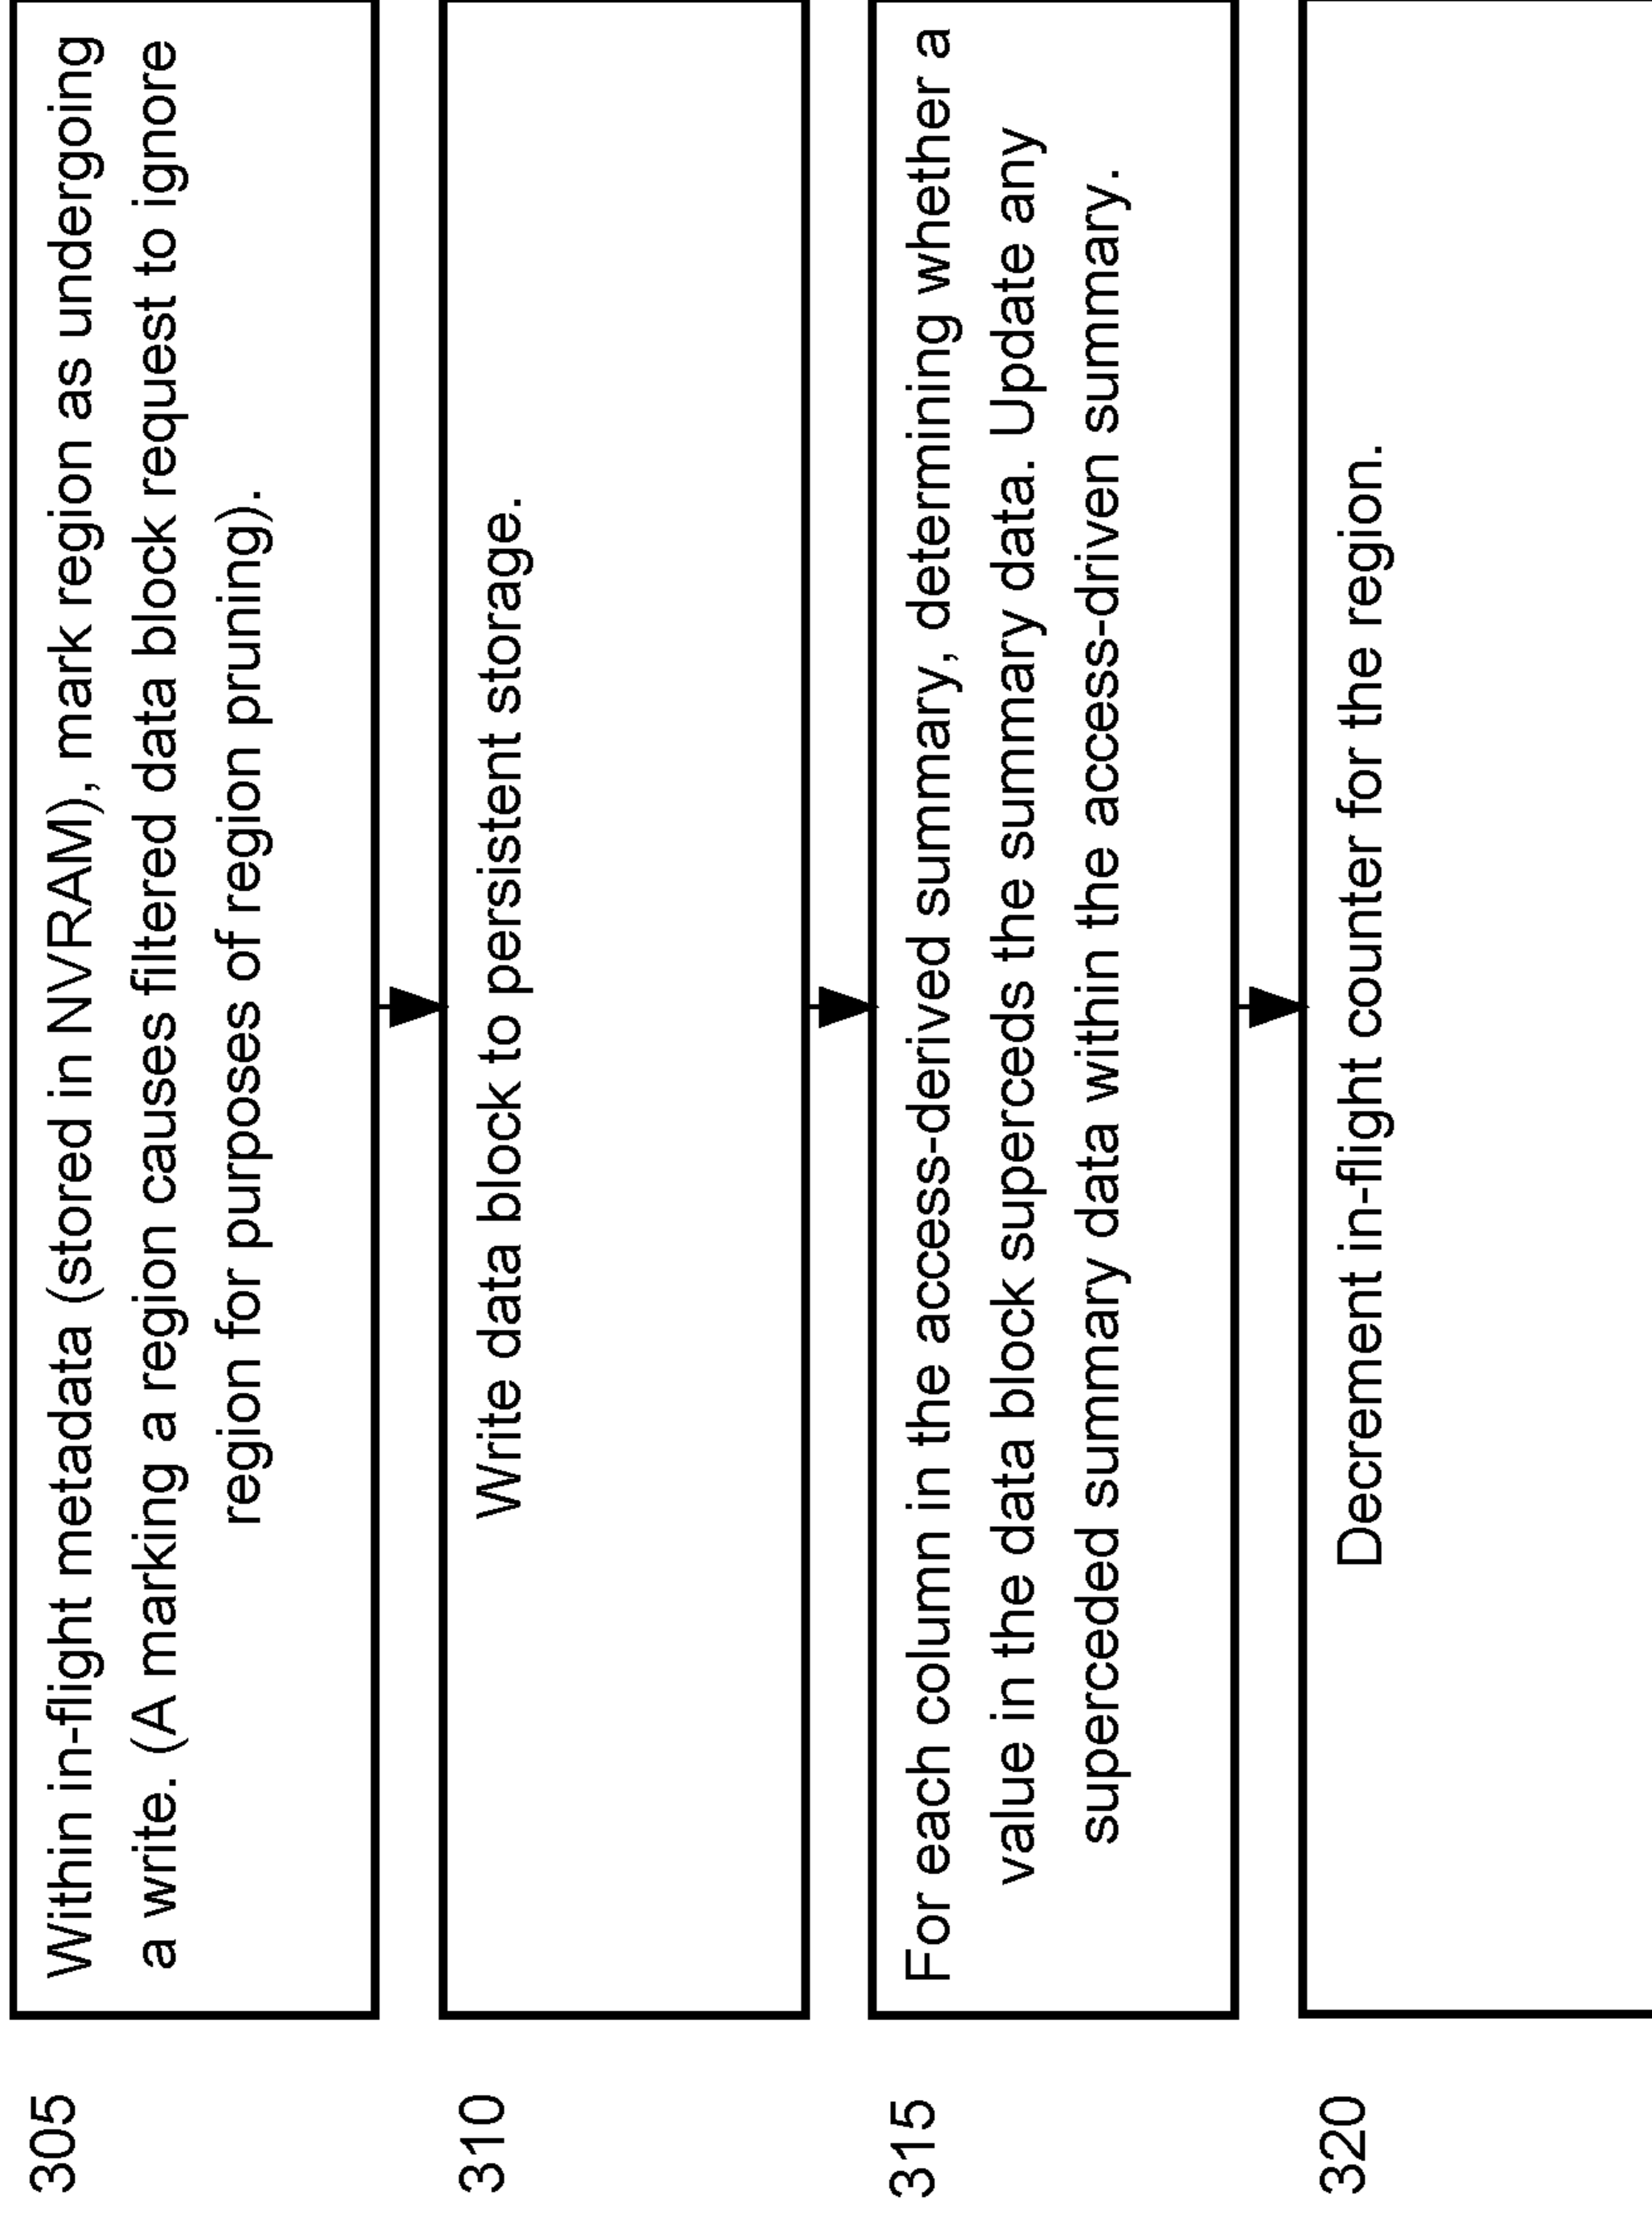 305
Within in-flight metadata (stored in NVRAM), mark region as undergoing
a write. (A marking a region causes filtered data block request to ignore
region for purposes of region pruning).
310
Write data block to persistent storage.
315
For each column in the access-derived summary, determining whether a
value in the data block superceds the summary data. Update any
superceded summary data within the access-driven summary.
320
Decrement in-flight counter for the region.